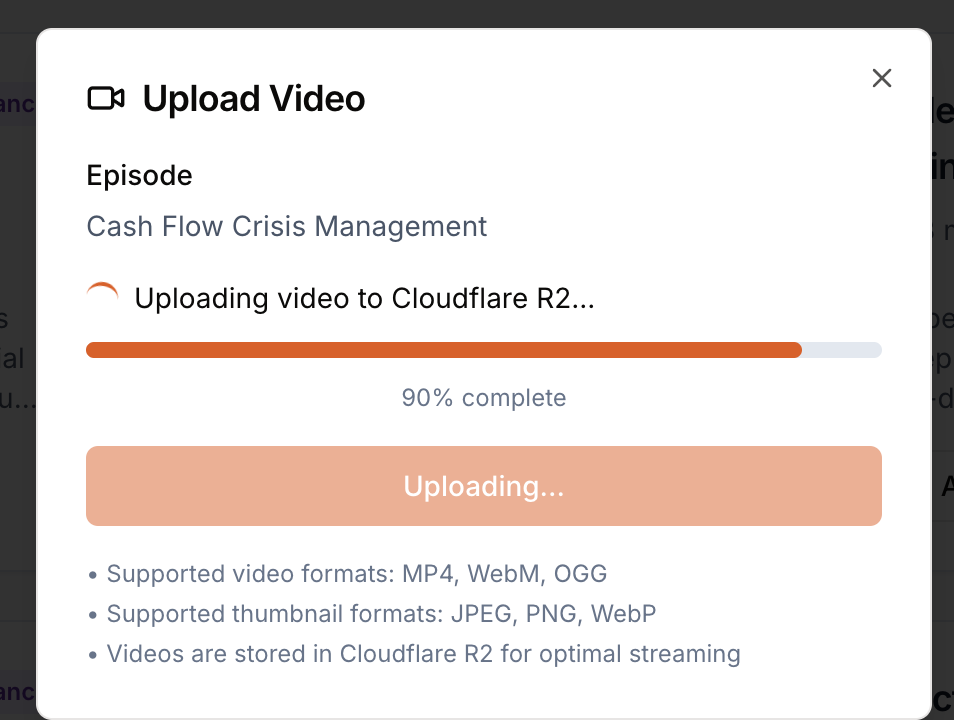 Upload Video
Episode
Cash Flow Crisis Management
Uploading video to Cloudflare R2...
90% complete
Uploading...
• Supported video formats: MP4, WebM, OGG
• Supported thumbnail formats: JPEG, PNG, WebP
• Videos are stored in Cloudflare R2 for optimal streaming